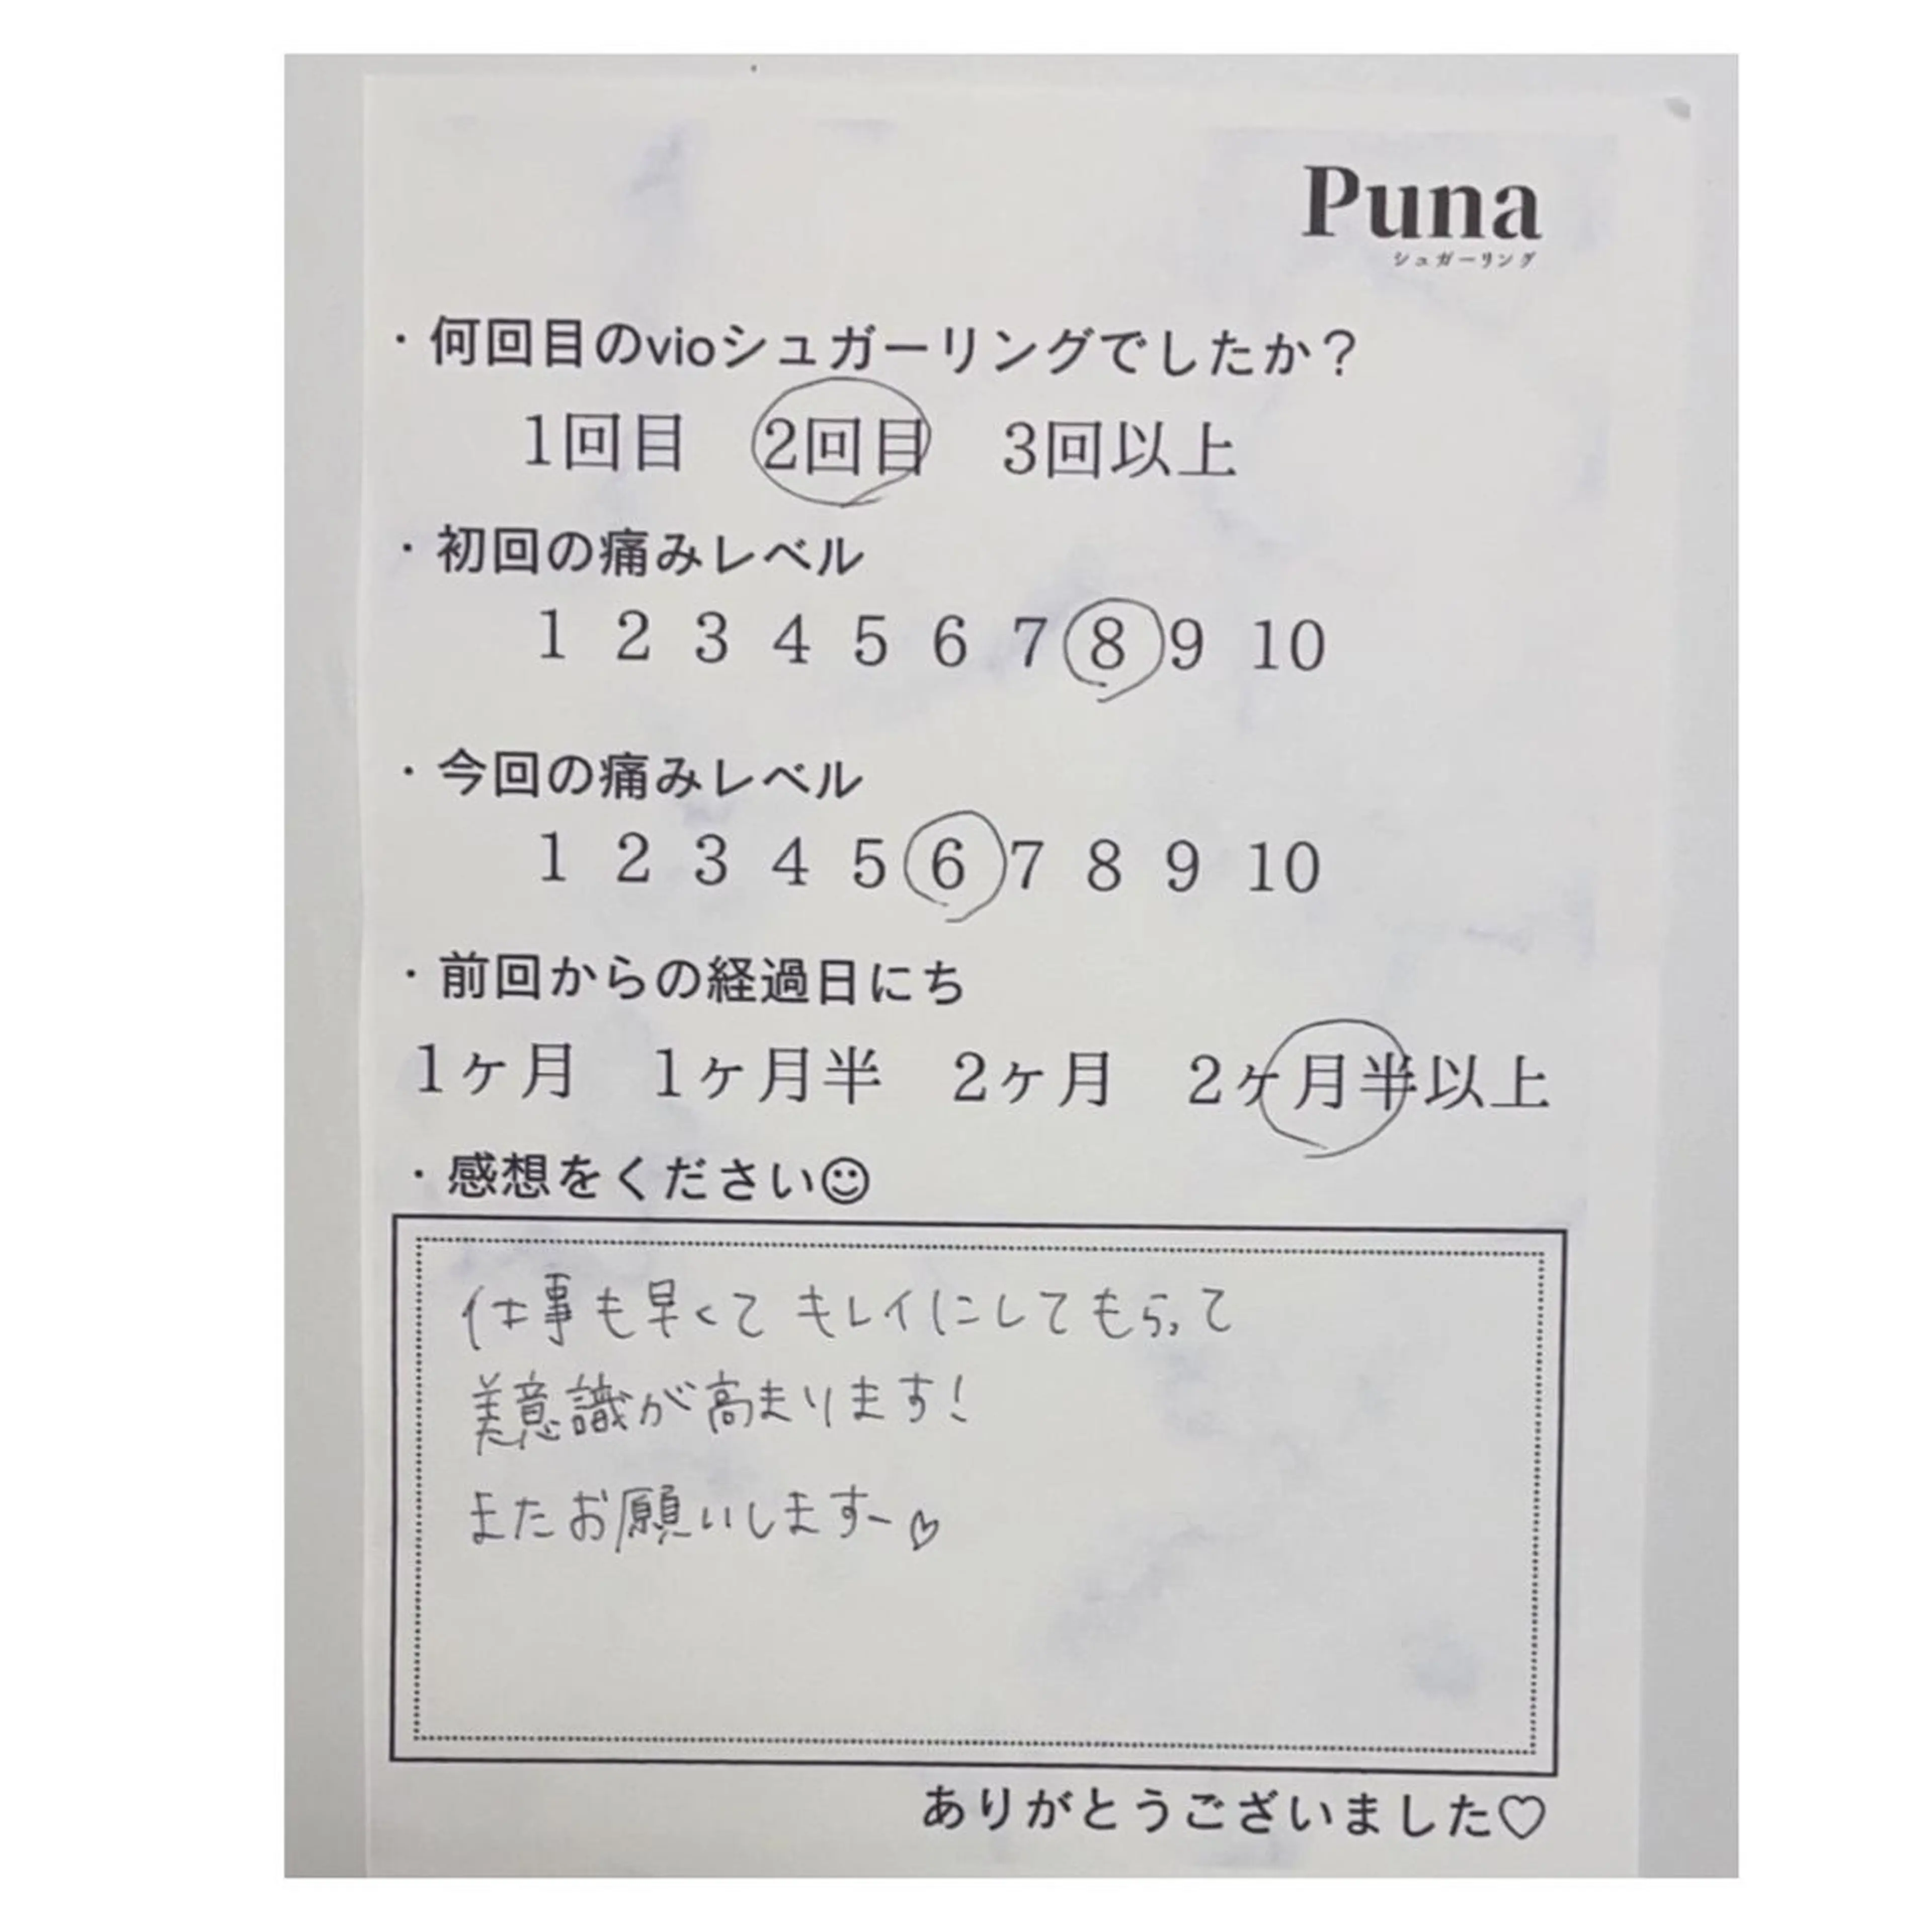 Puna
シュガーリング
・何回目のvioシュガーリングでしたか？
1回目 2回目 3回以上
・初回の痛みレベル
1 2 3 4 5 6 7 8 9 10
・今回の痛みレベル
1 2 3 4 5 6 7 8 9 10
・前回からの経過日にち
1ヶ月 1ヶ月半 2ヶ月 2ヶ月半以上
・感想をください☺
仕事も早くて キレイにしてもらって
美意識が高まります!
またお願いしますー♡
ありがとうございました♡